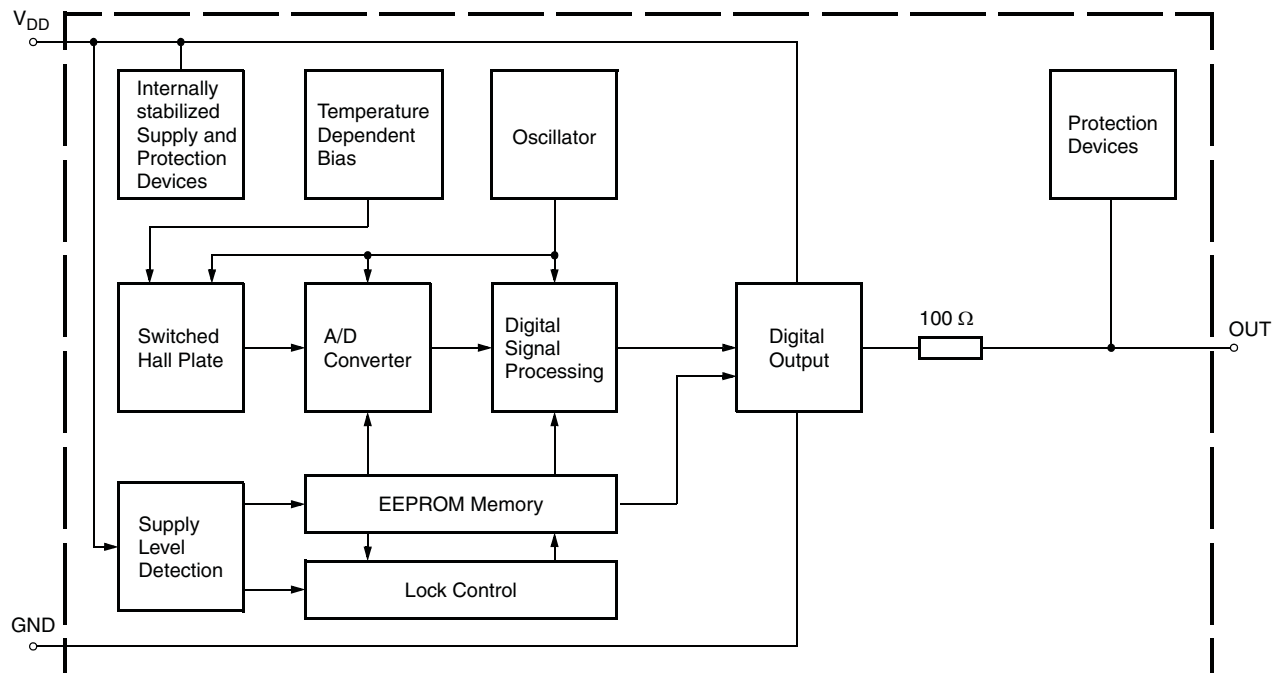 VDD
Internally
stabilized
Supply and
Protection
Devices
Temperature
Dependent
Bias
Oscillator
Protection
Devices
Switched
Hall Plate
A/D
Converter
Digital
Signal
Processing
Digital
Output
100 Ω
OUT
Supply
Level
Detection
EEPROM Memory
Lock Control
GND